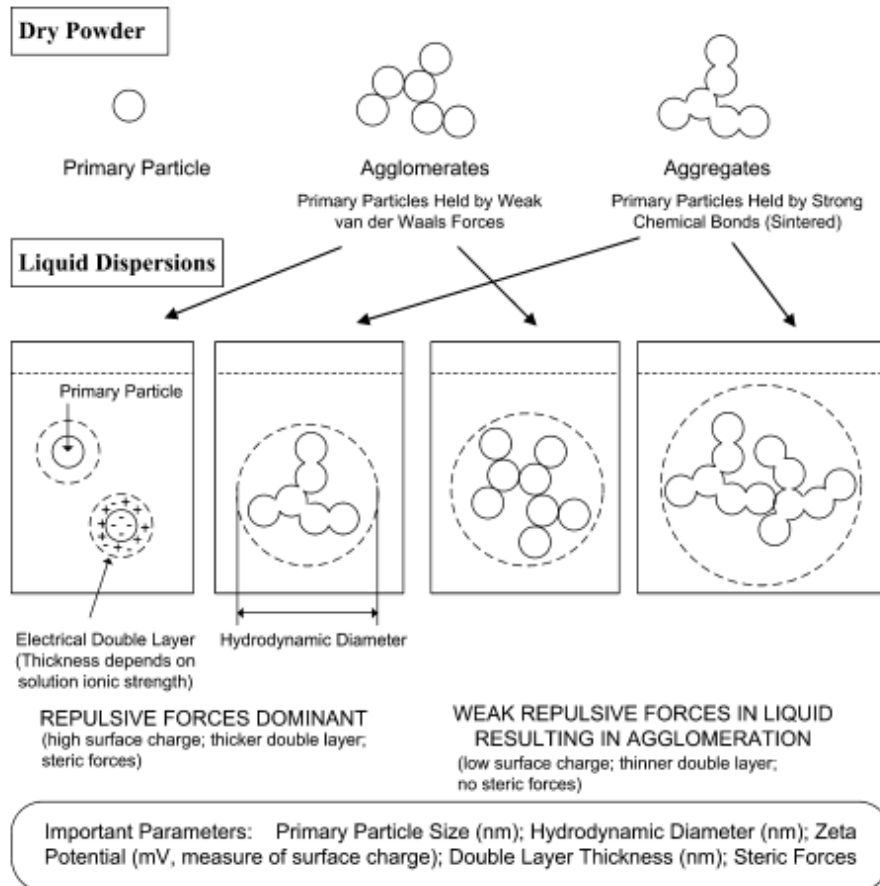 Dry Powder
Primary Particle
Agglomerates
Aggregates
Primary Particles Held by Weak
van der Waals Forces
Primary Particles Held by Strong
Chemical Bonds (Sintered)
Liquid Dispersions
Primary Particle
Electrical Double Layer
(Thickness depends on
solution ionic strength)
Hydrodynamic Diameter
REPULSIVE FORCES DOMINANT
(high surface charge; thicker double layer;
steric forces)
WEAK REPULSIVE FORCES IN LIQUID
RESULTING IN AGGLOMERATION
(low surface charge; thinner double layer;
no steric forces)
Important Parameters: Primary Particle Size (nm); Hydrodynamic Diameter (nm); Zeta
Potential (mV, measure of surface charge); Double Layer Thickness (nm); Steric Forces